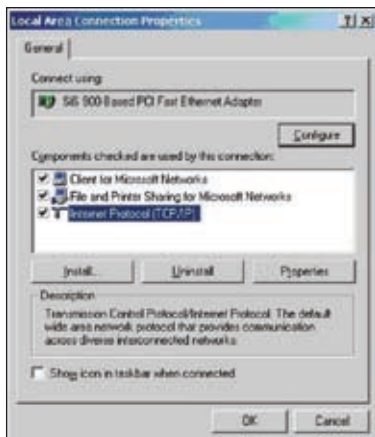 Local Area Connection Properties
General
Connect using:
SiS 900-Based PCI Fast Ethernet Adapter
Configure
Components checked are used by this connection:
Client for Microsoft Networks
File and Printer Sharing for Microsoft Networks
Internet Protocol (TCP/IP)
Install... Uninstall Properties
Description
Transmission Control Protocol/Internet Protocol. The default
wide area network protocol that provides communication
across diverse interconnected networks.
Show icon in taskbar when connected
OK Cancel